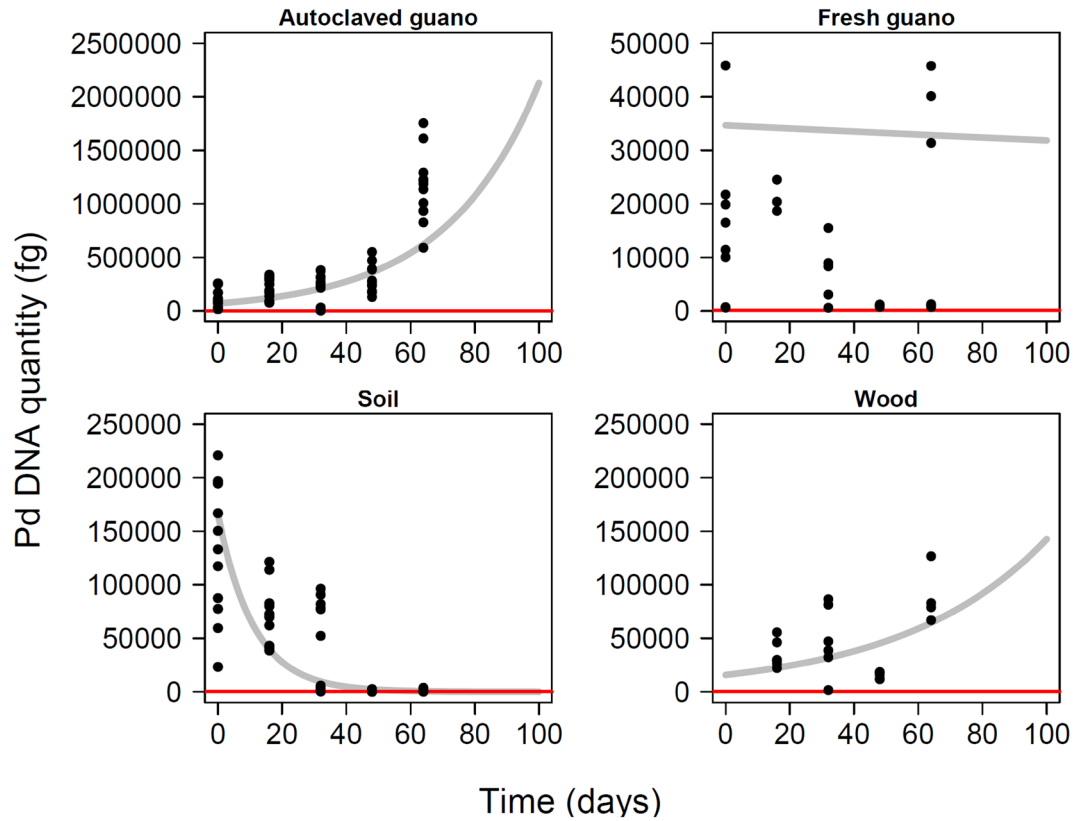 Autoclaved guano
Fresh guano
2500000
2000000
1500000
1000000
500000
0
0 20 40 60 80 100
50000
40000
30000
20000
10000
0
0 20 40 60 80 100
Pd DNA quantity (fg)
Soil
Wood
250000
200000
150000
100000
50000
0
0 20 40 60 80 100
250000
200000
150000
100000
50000
0
0 20 40 60 80 100
Time (days)